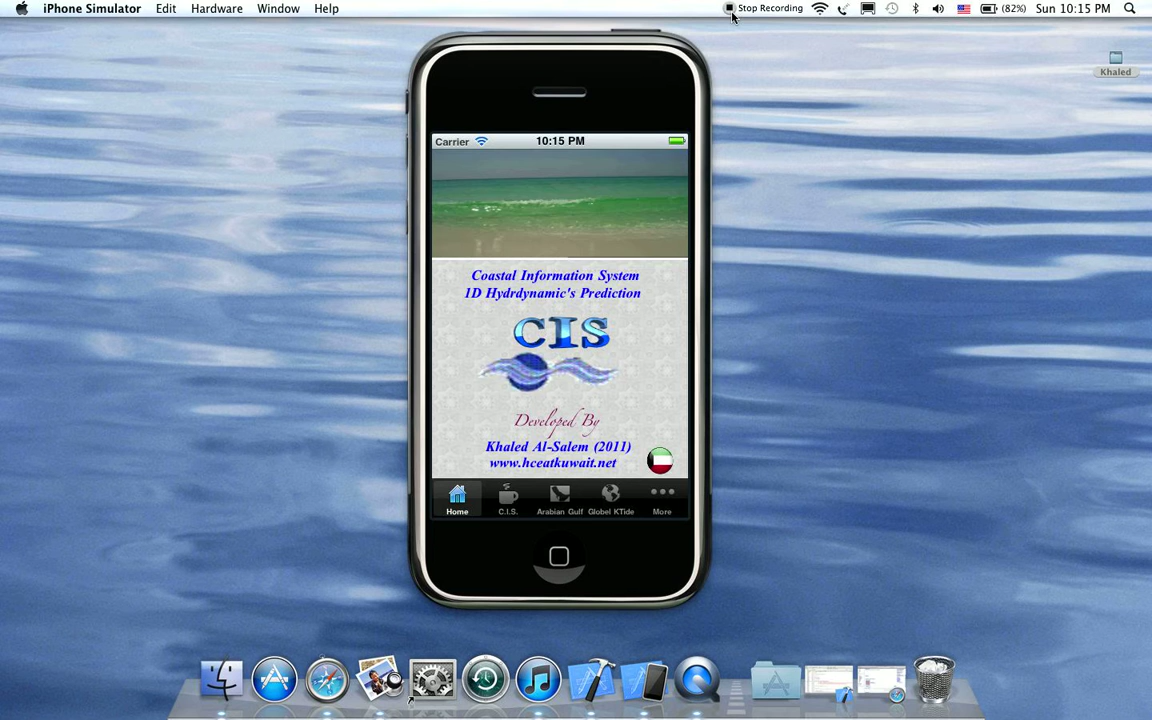 iPhone Simulator Edit Hardware Window Help Stop Recording (82%) Sun 10:15 PM
Khaled
Carrier 10:15 PM
Coastal Information System
1D Hydrdynamic's Prediction
CIS
Developed By
Khaled Al-Salem (2011)
www.hceatkuwait.net
Home C.I.S. Arabian Gulf Globel KTide More